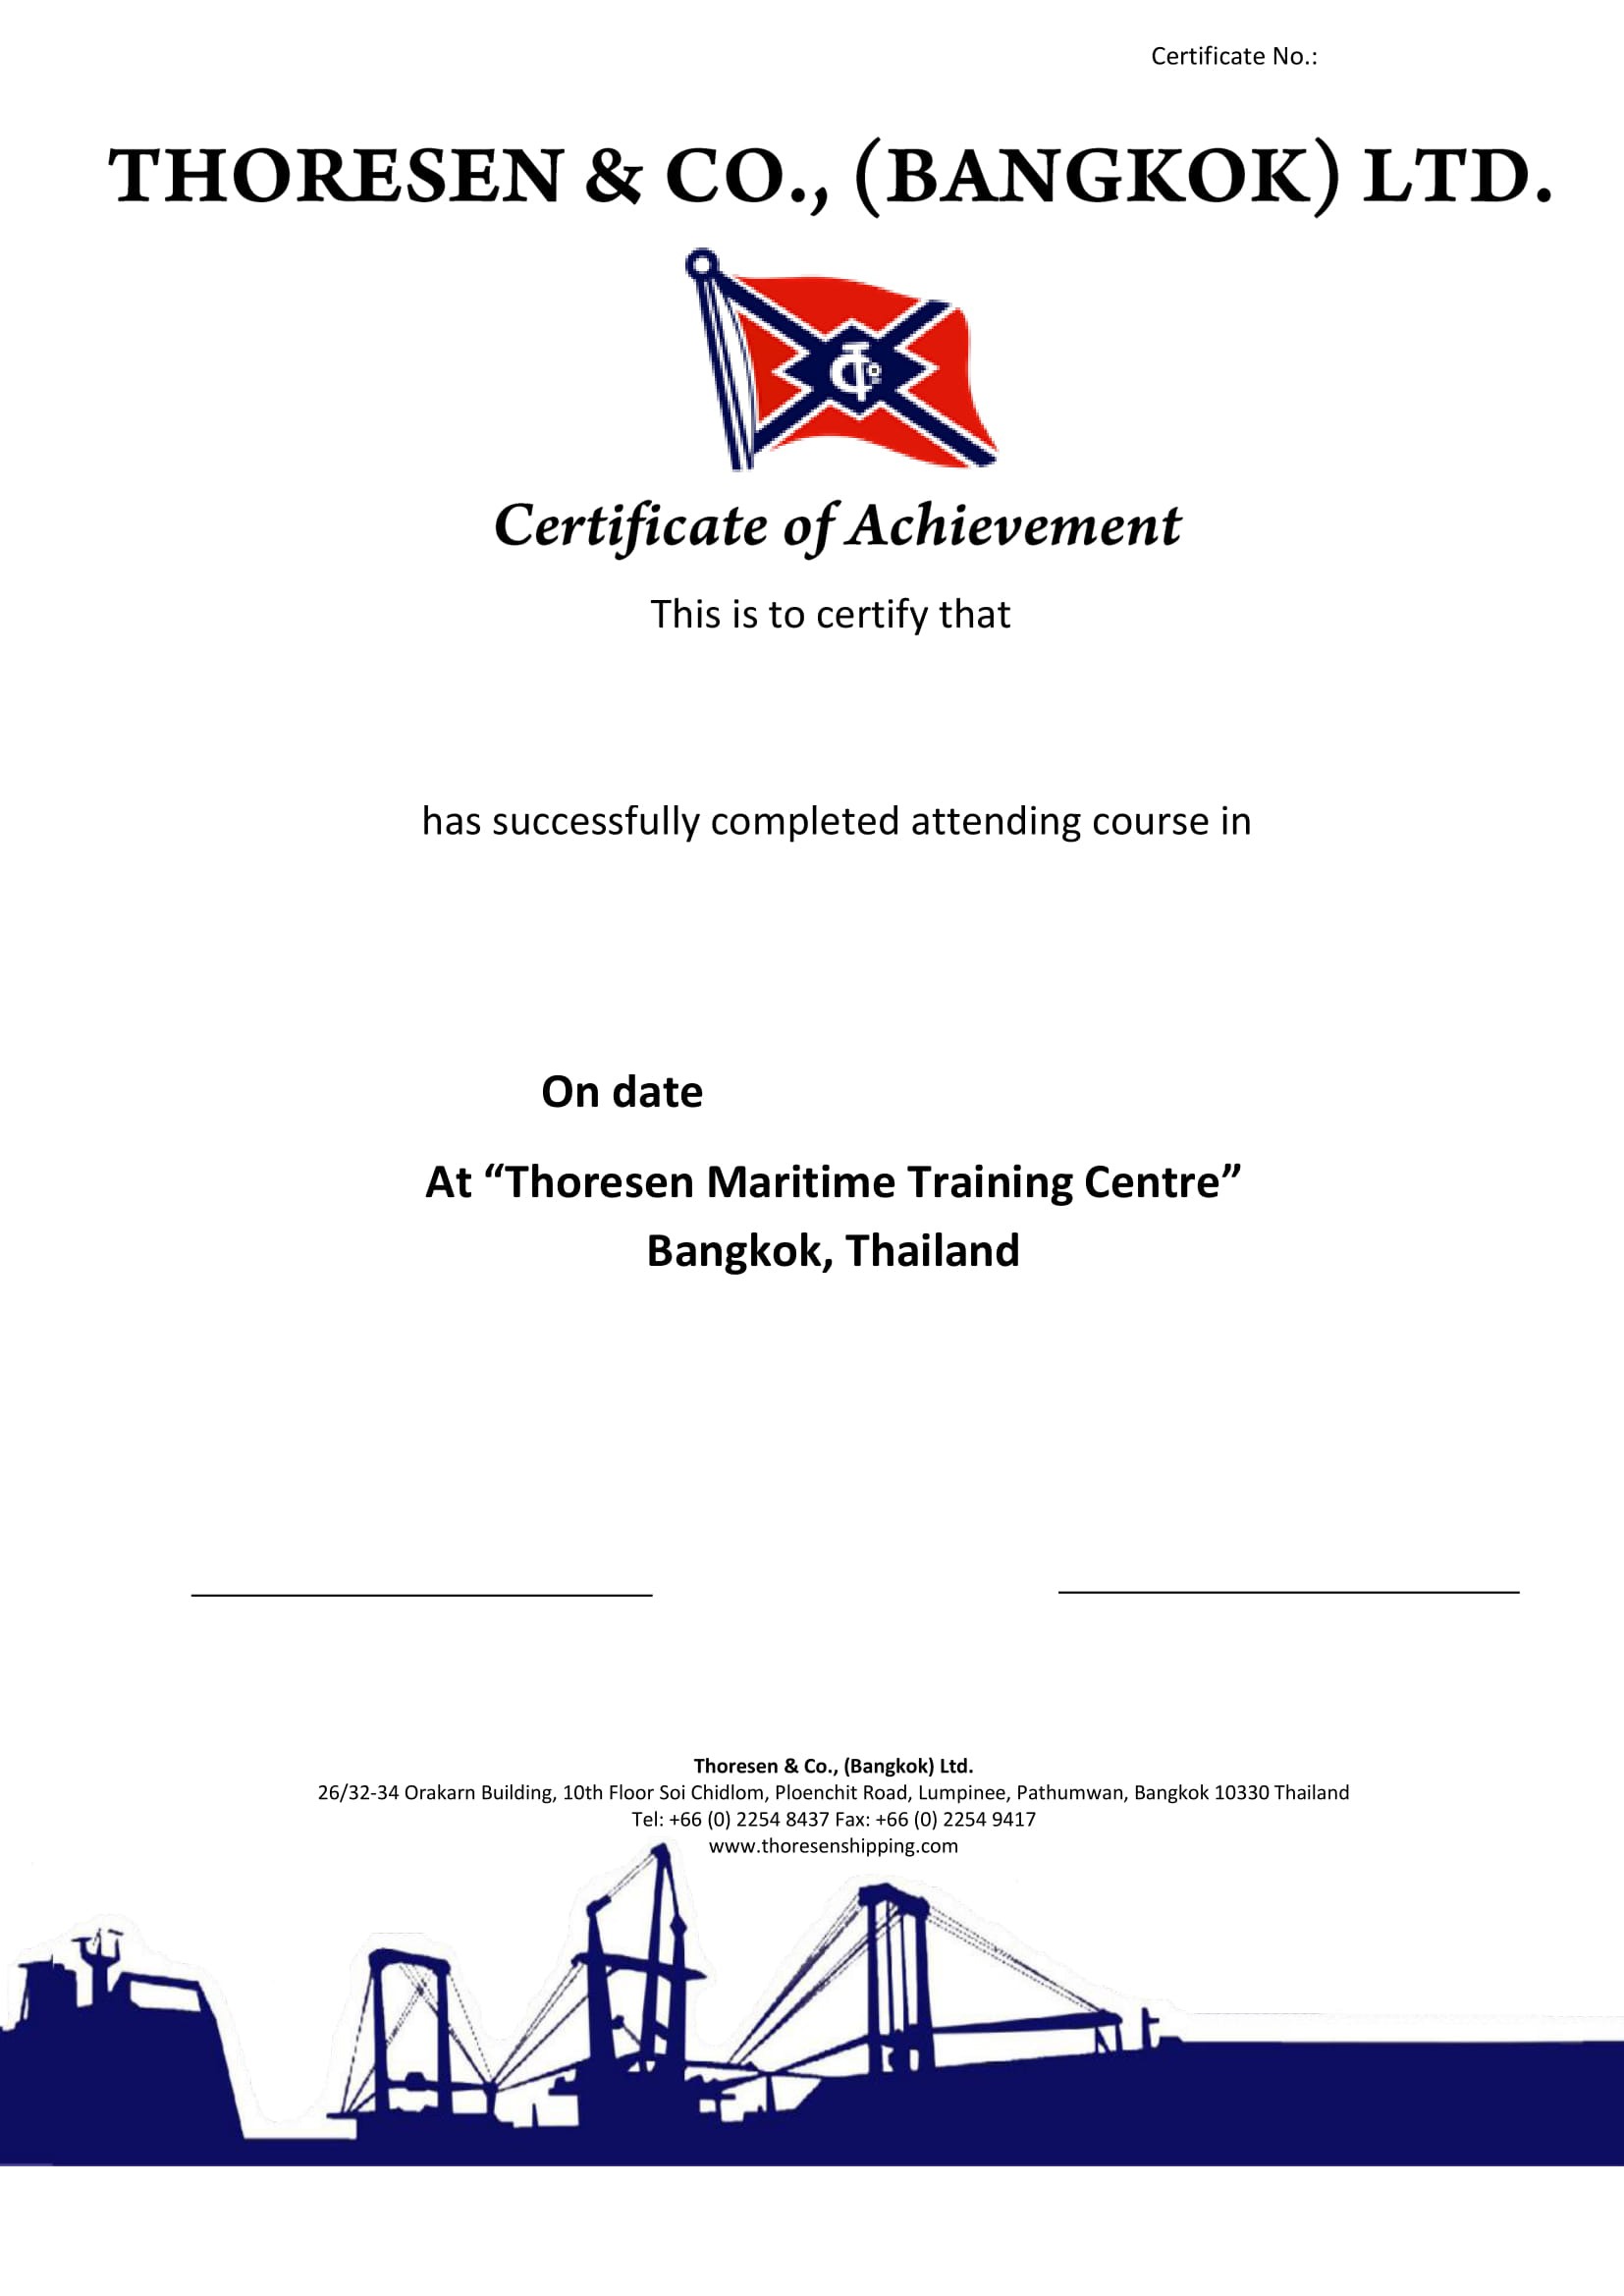 Certificate No.:
THORESEN & CO., (BANGKOK) LTD.
Certificate of Achievement
This is to certify that
has successfully completed attending course in
On date
At “Thoresen Maritime Training Centre”
Bangkok, Thailand
Thoresen & Co., (Bangkok) Ltd.
26/32-34 Orakarn Building, 10th Floor Soi Chidlom, Ploenchit Road, Lumpinee, Pathumwan, Bangkok 10330 Thailand
Tel: +66 (0) 2254 8437 Fax: +66 (0) 2254 9417
www.thoresenshipping.com